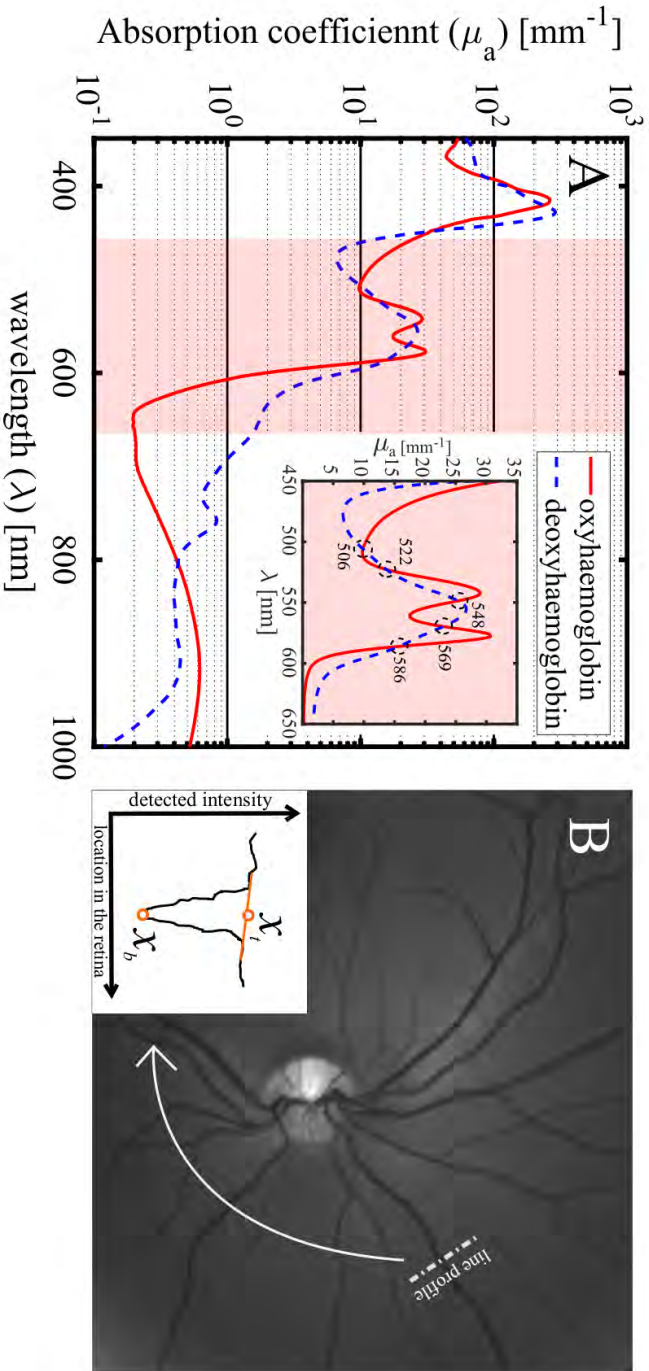 A
Absorption coefficiennt (μa) [mm-1]
10-1
100
101
102
103
400
600
800
1000
wavelength (λ) [nm]
oxyhaemoglobin
deoxyhaemoglobin
μa [mm-1]
5
10
15
20
25
30
35
450
500
550
600
650
λ [nm]
506
522
548
569
586
B
line profile
detected intensity
location in the retina
xt
xb